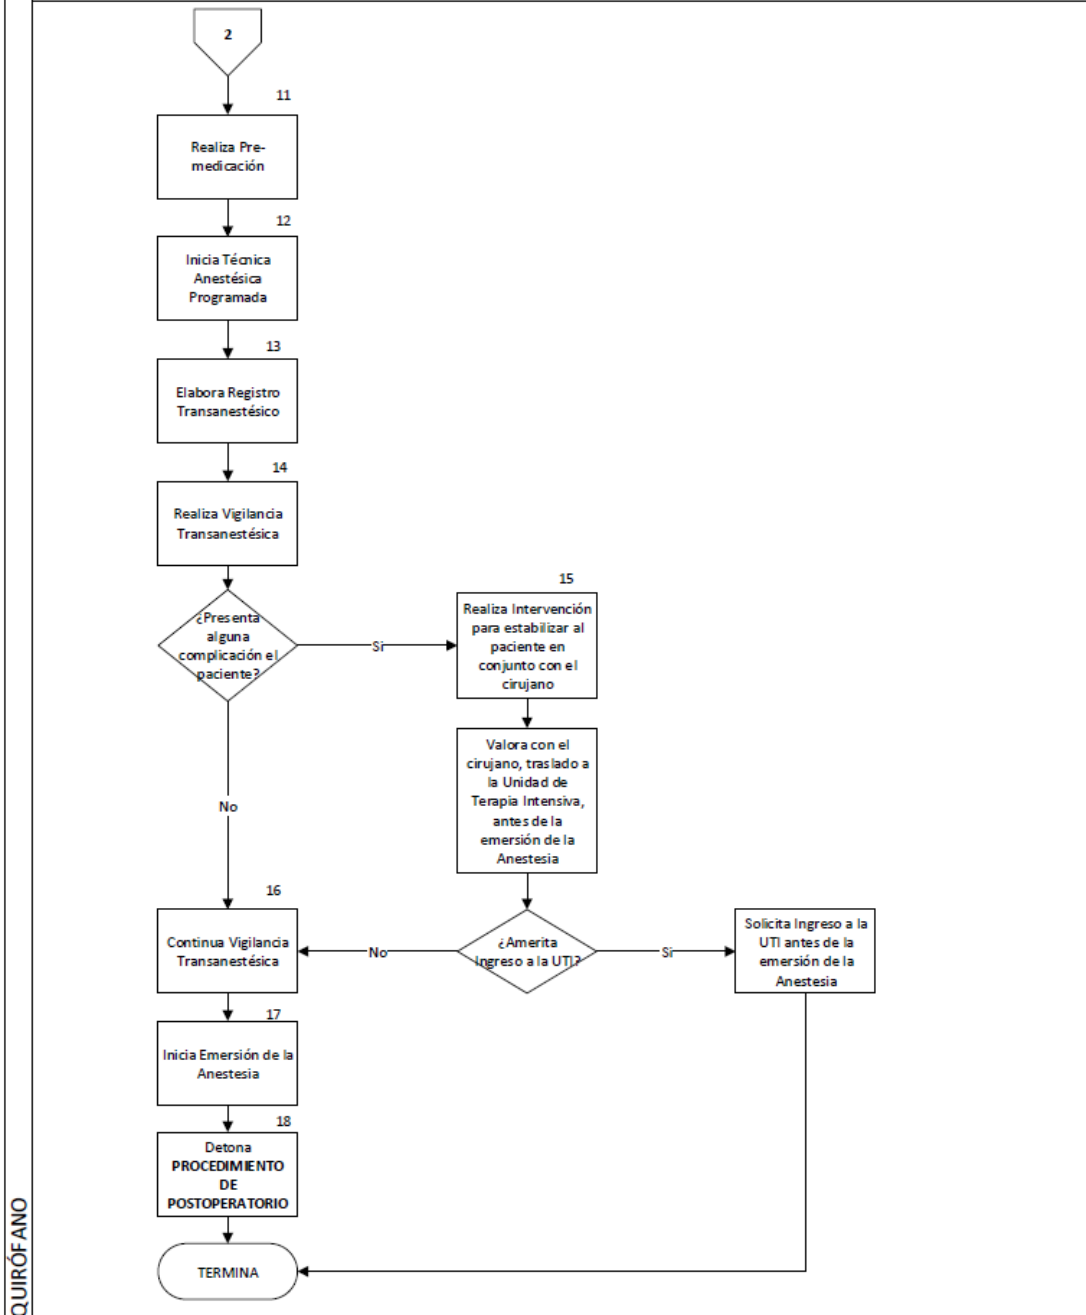 2
11
Realiza Pre-
medicación
12
Inicia Técnica
Anestésica
Programada
13
Elabora Registro
Transanestésico
14
Realiza Vigilancia
Transanestésica
¿Presenta
alguna
complicación el
paciente?
Si
15
Realiza Intervención
para estabilizar al
paciente en
conjunto con el
cirujano
Valora con el
cirujano, traslado a
la Unidad de
Terapia Intensiva,
antes de la
emersión de la
Anestesia
No
16
Continua Vigilancia
Transanestésica
No
¿Amerita
Ingreso a la UTI?
Si
Solicita Ingreso a la
UTI antes de la
emersión de la
Anestesia
17
Inicia Emersión de la
Anestesia
18
Detona
PROCEDIMIENTO
DE
POSTOPERATORIO
TERMINA
QUIRÓFANO